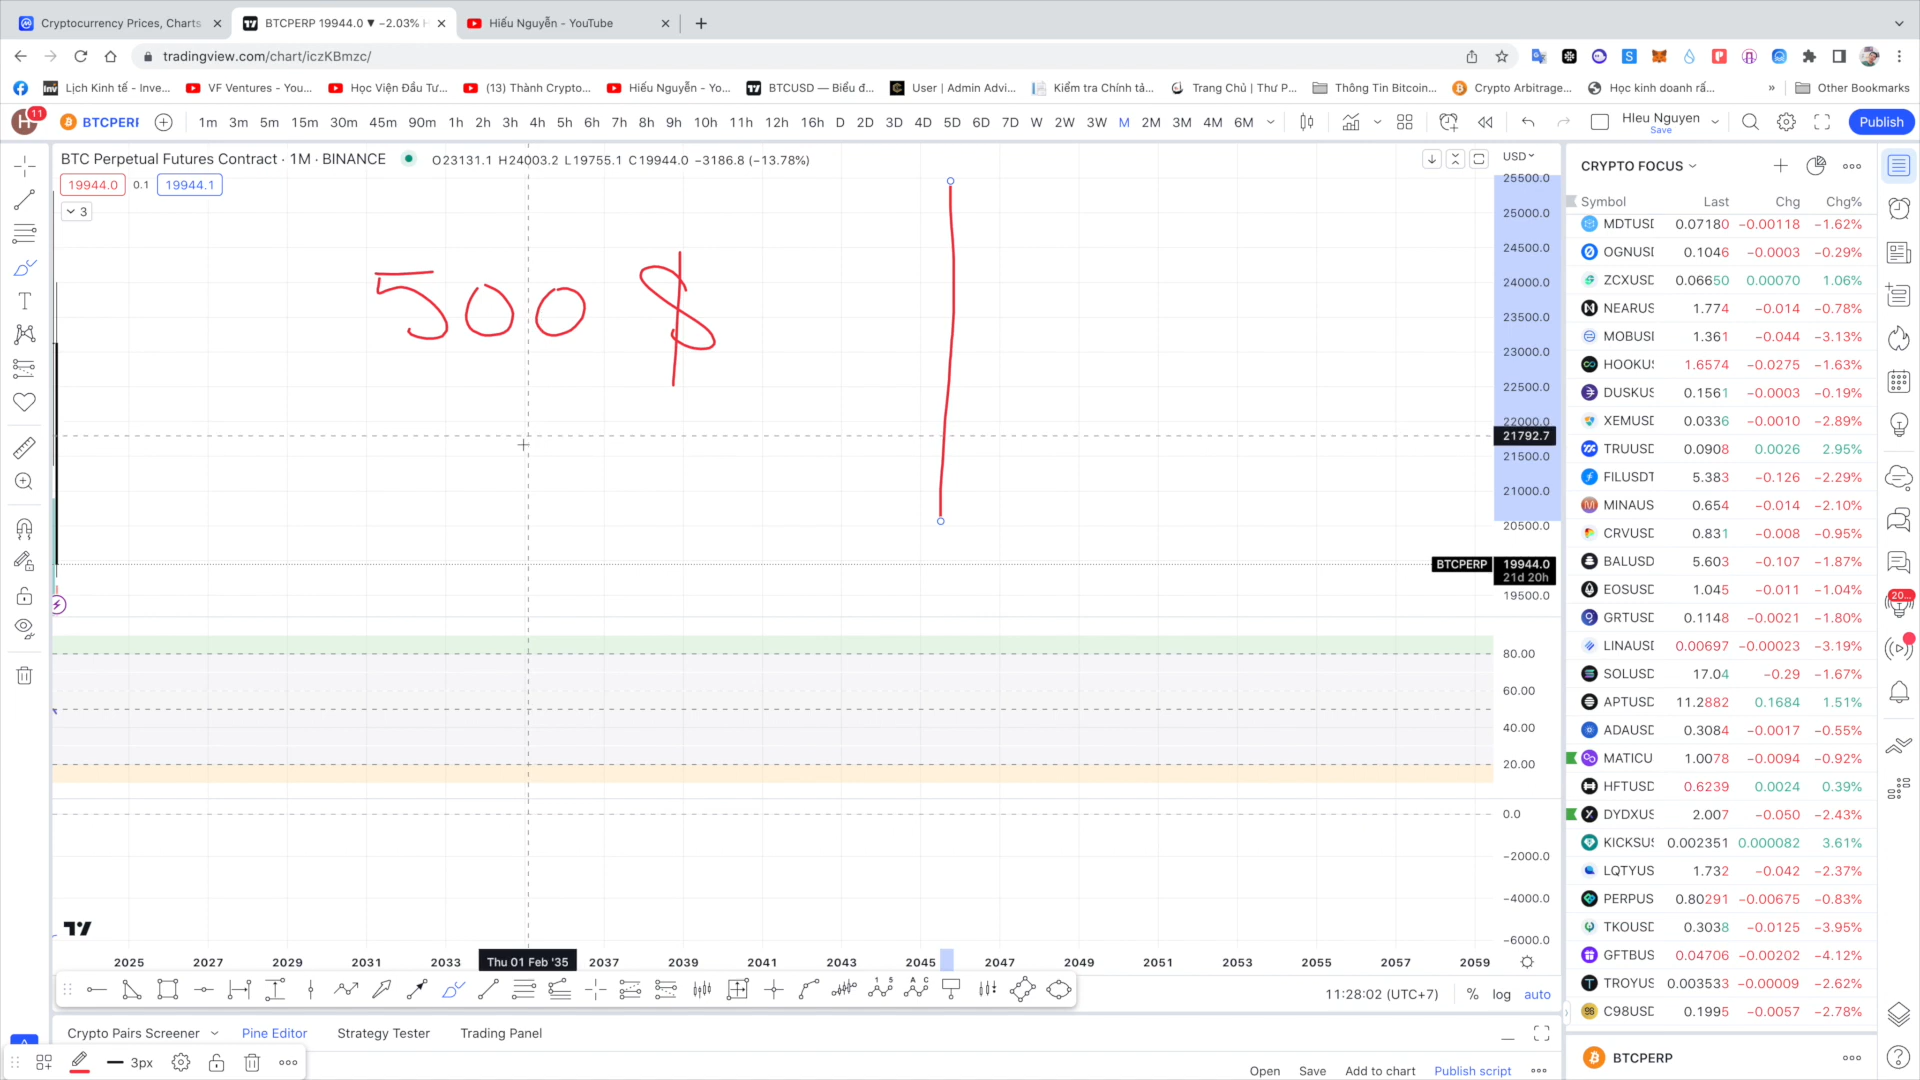 Cryptocurrency Prices, Charts
BTCPERP 19944.0 ▼ −2.03%
Hiếu Nguyễn - YouTube
tradingview.com/chart/iczKBmzc/
Lịch Kinh tế - Inve...
VF Ventures - You...
Học Viện Đầu Tư...
(13) Thành Crypto...
Hiếu Nguyễn - Yo...
BTCUSD — Biểu đ...
User | Admin Advi...
Kiểm tra Chính tả...
Trang Chủ | Thư P...
Thông Tin Bitcoin...
Crypto Arbitrage...
Học kinh doanh rấ...
»
Other Bookmarks
H 11
BTCPERP
1m 3m 5m 15m 30m 45m 90m 1h 2h 3h 4h 5h 6h 7h 8h 9h 10h 11h 12h 16h D 2D 3D 4D 5D 6D 7D W 2W 3W M 2M 3M 4M 6M
HIeu Nguyen
Save
Publish
BTC Perpetual Futures Contract · 1M · BINANCE
O23131.1 H24003.2 L19755.1 C19944.0 −3186.8 (−13.78%)
19944.0 0.1 19944.1
3
500 $
USD
25500.0
25000.0
24500.0
24000.0
23500.0
23000.0
22500.0
22000.0
21792.7
21500.0
21000.0
20500.0
BTCPERP 19944.0
21d 20h
19500.0
80.00
60.00
40.00
20.00
0.0
−2000.0
−4000.0
−6000.0
2025 2027 2029 2031 2033 Thu 01 Feb '35 2037 2039 2041 2043 2045 2047 2049 2051 2053 2055 2057 2059
11:28:02 (UTC+7) % log auto
Crypto Pairs Screener
Pine Editor
Strategy Tester
Trading Panel
3px
Open Save Add to chart Publish script
CRYPTO FOCUS
Symbol Last Chg Chg%
MDTUSD 0.07180 −0.00118 −1.62%
OGNUSD 0.1046 −0.0003 −0.29%
ZCXUSD 0.06650 0.00070 1.06%
NEARUS 1.774 −0.014 −0.78%
MOBUSD 1.361 −0.044 −3.13%
HOOKUS 1.6574 −0.0275 −1.63%
DUSKUS 0.1561 −0.0003 −0.19%
XEMUSD 0.0336 −0.0010 −2.89%
TRUUSD 0.0908 0.0026 2.95%
FILUSDT 5.383 −0.126 −2.29%
MINAUS 0.654 −0.014 −2.10%
CRVUSD 0.831 −0.008 −0.95%
BALUSD 5.603 −0.107 −1.87%
EOSUSD 1.045 −0.011 −1.04%
GRTUSD 0.1148 −0.0021 −1.80%
LINAUSD 0.00697 −0.00023 −3.19%
SOLUSD 17.04 −0.29 −1.67%
APTUSD 11.2882 0.1684 1.51%
ADAUSD 0.3084 −0.0017 −0.55%
MATICU 1.0078 −0.0094 −0.92%
HFTUSD 0.6239 0.0024 0.39%
DYDXUS 2.007 −0.050 −2.43%
KICKSUS 0.002351 0.000082 3.61%
LQTYUS 1.732 −0.042 −2.37%
PERPUS 0.80291 −0.00675 −0.83%
TKOUSD 0.3038 −0.0125 −3.95%
GFTBUS 0.04706 −0.00202 −4.12%
TROYUS 0.003533 −0.00009 −2.62%
C98USD 0.1995 −0.0057 −2.78%
BTCPERP
20...